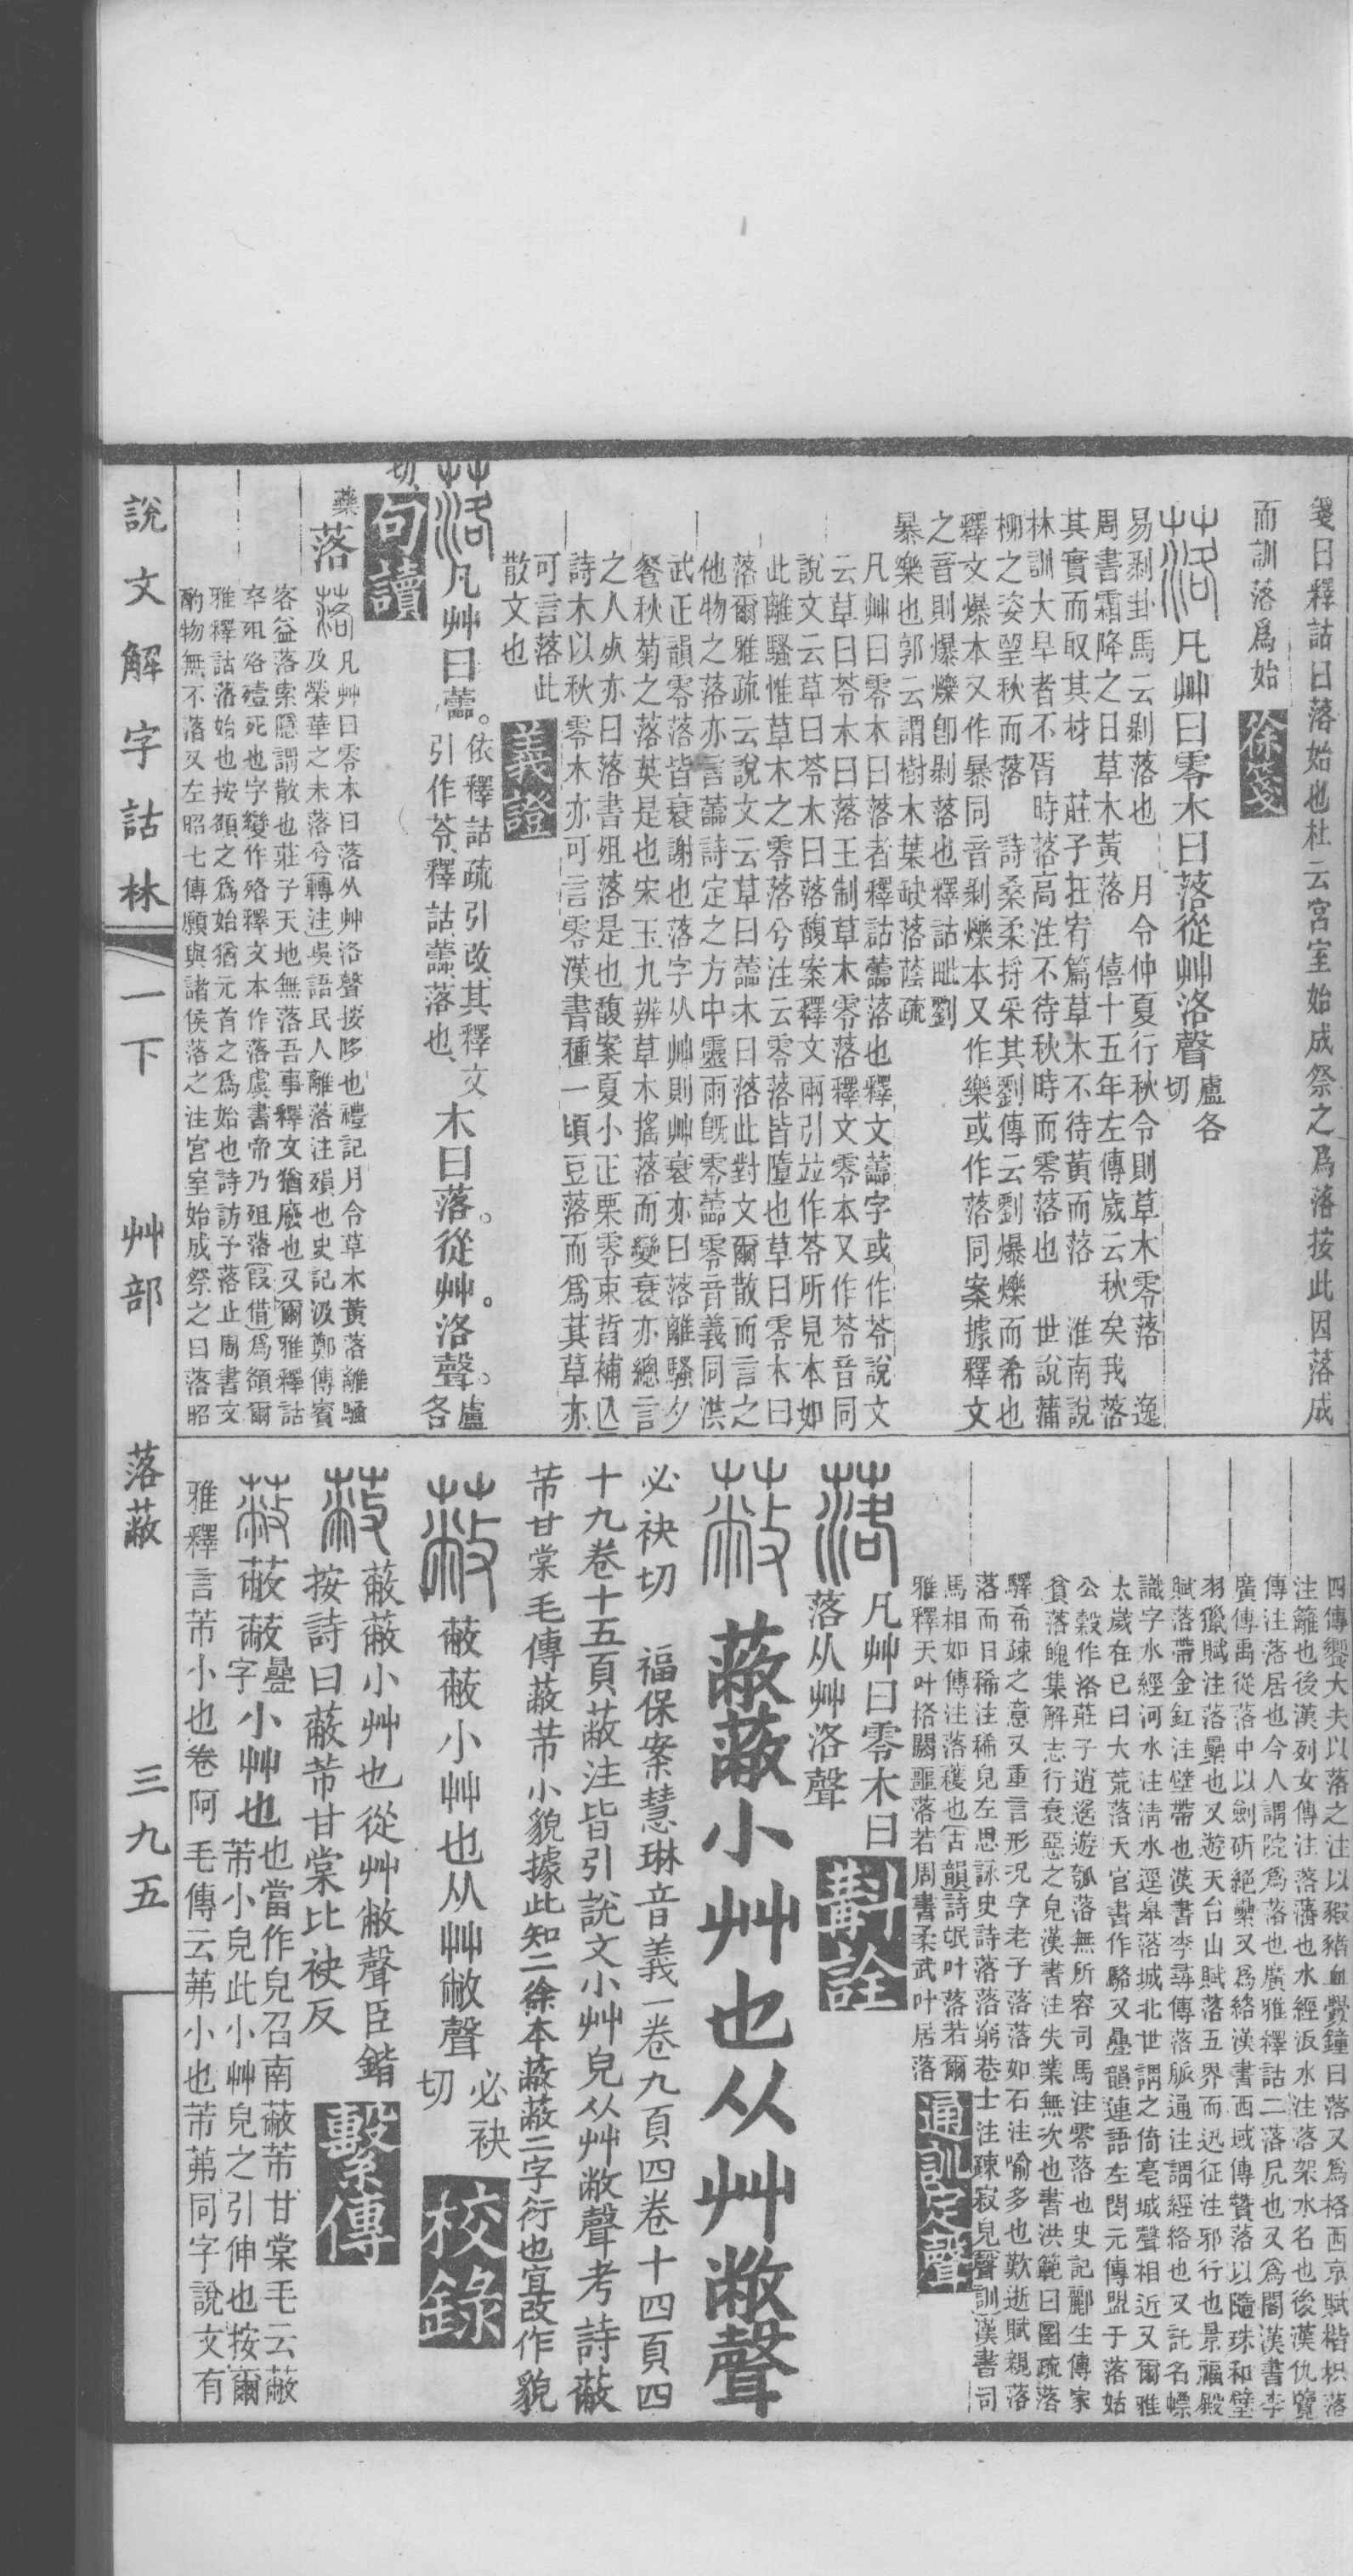 箋曰釋詁曰落始也杜云宮室始成祭之爲落按此因落成
而訓落爲始徐箋
凡艸曰零木曰落從艸洛聲盧各切
易剥卦馬云剥落也　月令仲夏行秋令則草木零落　逸
周書霜降之日草木黃落　僖十五年左傳歲云秋矣我落
其實而取其材　莊子在宥篇草木不待黃而落　淮南說
林訓大旱者不胥時落高注不待秋時而零落也　世說蒲
柳之姿望秋而落　詩桑柔捋采其劉傳云劉爆爍而希也
釋文爆本又作暴同音剥爍本又作樂或作落同案據釋文
之音則爆爍卽剥落也釋詁毗劉
暴樂也郭云謂樹木葉缺落蔭疏
凡艸曰零木曰落者釋詁蘦落也釋文蘦字或作苓說文
云草曰苓木曰落王制草木零落釋文零本又作苓音同
說文云草曰苓木曰落馥案釋文兩引竝作苓所見本如
此離騷惟草木之零落兮注云零落皆墮也草曰零木曰
落爾雅疏云說文云草曰蘦木曰落此對文爾散而言之
他物之落亦言蘦詩定之方中靈雨旣零蘦零音義同洪
武正韻零落皆衰謝也落字从艸則艸衰亦曰落離騷夕
餐秋菊之落英是也宋玉九辨草木搖落而變衰亦總言
之人㱥亦曰落書殂落是也馥案夏小正栗零束晳補亾
詩木以秋零木亦可言零漢書種一頃豆落而爲萁草亦
可言落此
散文也義證
凡艸曰蘦。依釋詁疏引改其釋文引作苓、釋詁、蘦、落也、木曰落。從艸。洛聲。盧各
切、句讀
藥落凡艸曰零木曰落从艸洛聲按陊也禮記月令草木黃落離騷
及榮華之未落兮轉注吳語民人離落注殞也史記汲鄭傳賓
客益落索隱謂散也莊子天地無落吾事釋文猶廢也又爾雅釋詁
卒殂殆殪死也字變作殆釋文本作落虞書帝乃殂落假借爲頟爾
雅釋詁落始也按頟之爲始猶元首之爲始也詩訪予落止周書文
酌物無不落又左昭七傳願與諸侯落之注宮室始成祭之曰落昭
四傳饗大夫以落之注以豭豬血釁鐘曰落又爲格西京賦楷枳落
注籬也後漢列女傳注落藩也水經汳水注落架水名也後漢仇覽
傳注落居也今人謂院爲落也廣雅釋詁二落凥也又爲閣漢書李
廣傳禹從落中以劍斫絕纍又爲絡漢書西域傳贊落以隨珠和璧
羽獵賦注落纍也又遊天台山賦落五界而迅征注邪行也景福殿
賦落帶金釭注壁帶也漢書李尋傳落脈通注謂經絡也又託名幖
識字水經河水注淸水逕皋落城北世謂之倚亳城聲相近又爾雅
太歲在巳曰大荒落天官書作駱又疊韻連語左閔元傳盟于落姑
公穀作洛莊子逍遙遊瓠落無所容司馬注零落也史記酈生傳家
貧落魄集解志行衰惡之皃漢書注失業無次也書洪範曰圛疏落
驛希疎之意又重言形況字老子落落如石注喻多也歎逝賦親落
落而日稀注稀皃左思詠史詩落落窮巷士注疎寂皃聲訓漢書司
馬相如傳注落穫也古韻詩氓叶落若爾
雅釋天叶格閼噩落若周書柔武叶居落通訓定聲
凡艸曰零木曰
落从艸洛聲斠詮
蔽蔽小艸也从艸敝聲
必袂切　福保案慧琳音義一卷九頁四卷十四頁四
十九卷十五頁蔽注皆引說文小艸皃从艸敝聲考詩蔽
芾甘棠毛傳蔽芾小貌據此知二徐本蔽蔽二字衍也宜改作貌
蔽蔽小艸也从艸敝聲必袂切校錄
蔽蔽小艸也從艸敝聲臣鍇
按詩曰蔽芾甘棠比袂反繫傳
蔽蔽疊字小艸也也當作皃召南蔽芾甘棠毛云蔽芾小皃此小艸皃之引伸也按爾
雅釋言芾小也卷阿毛傳云茀小也芾茀同字說文有
說文解字詁林
一下　艸部　落蔽　三九五